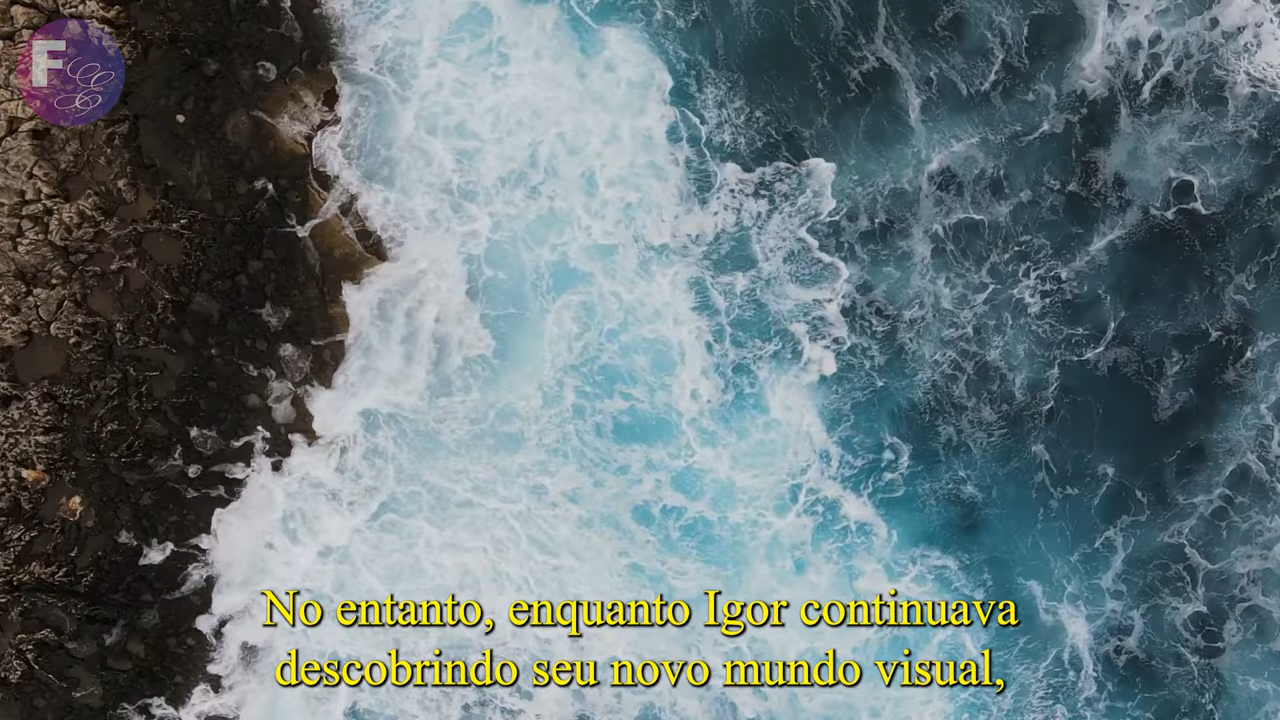 F
No entanto, enquanto Igor continuava
descobrindo seu novo mundo visual,